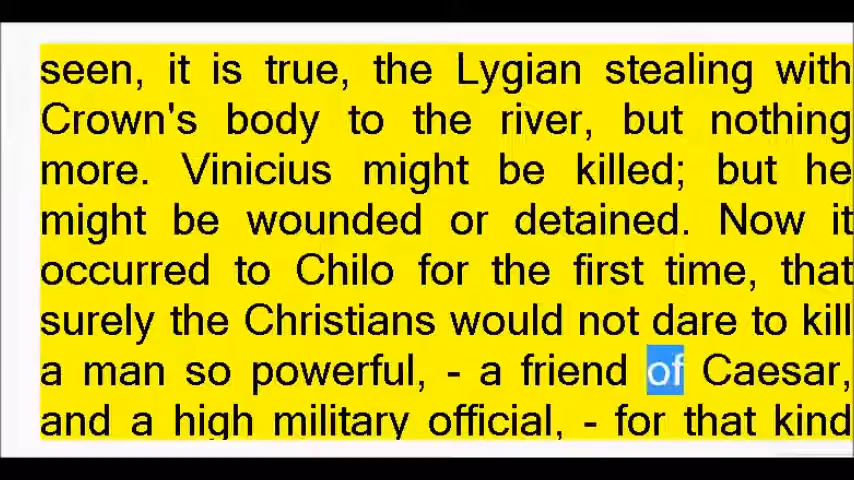 seen, it is true, the Lygian stealing with
Crown's body to the river, but nothing
more. Vinicius might be killed; but he
might be wounded or detained. Now it
occurred to Chilo for the first time, that
surely the Christians would not dare to kill
a man so powerful, - a friend of Caesar,
and a high military official, - for that kind